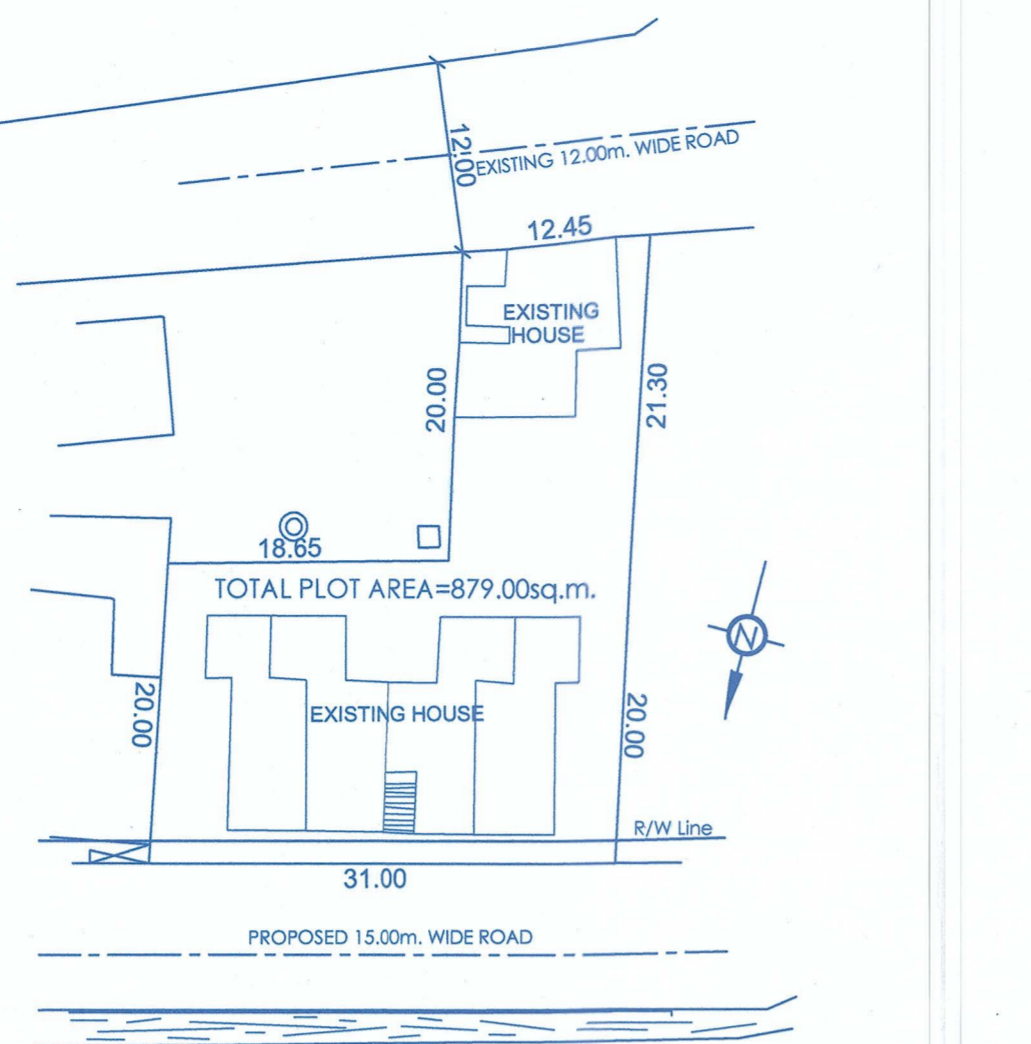 12.00
EXISTING 12.00m. WIDE ROAD
12.45
EXISTING
HOUSE
20.00
21.30
18.65
TOTAL PLOT AREA=879.00sq.m.
N
20.00
EXISTING HOUSE
20.00
R/W Line
31.00
PROPOSED 15.00m. WIDE ROAD